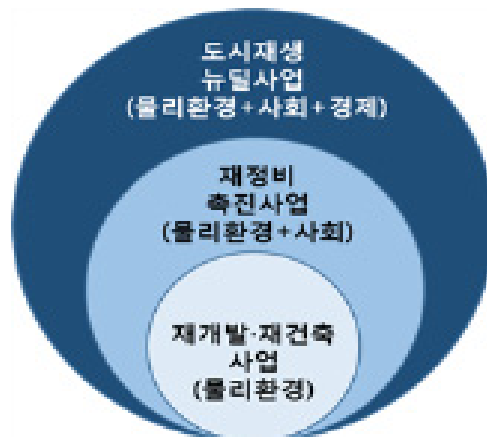 도시재생
뉴딜사업
(물리환경+사회+경제)
재정비
촉진사업
(물리환경+사회)
재개발·재건축
사업
(물리환경)